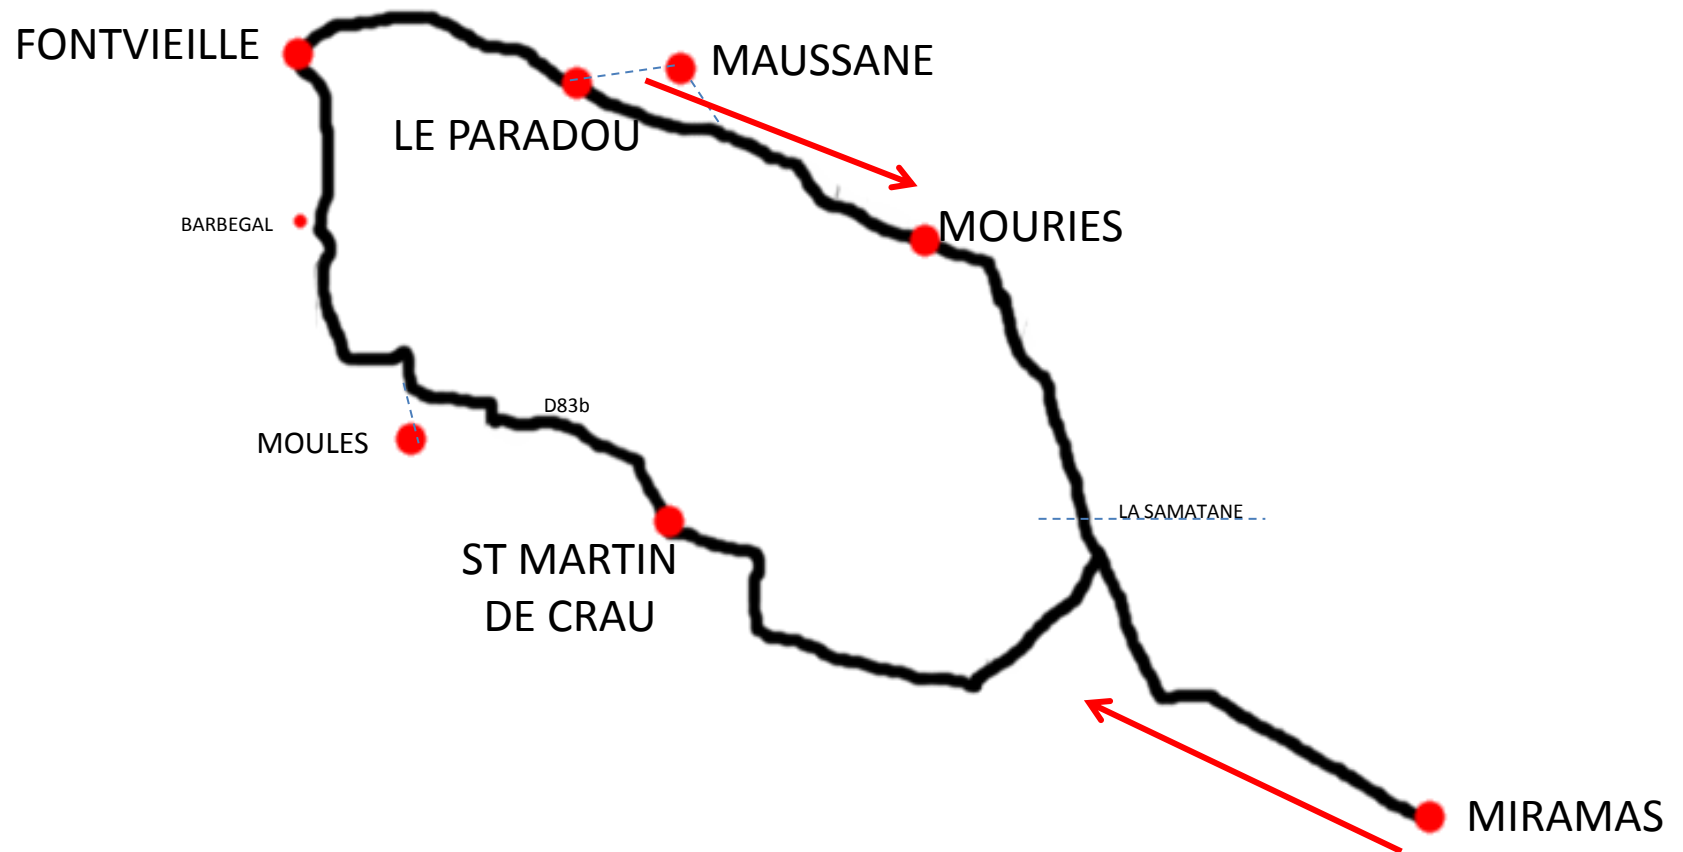 FONTVIEILLE
MAUSSANE
LE PARADOU
BARBEGAL
MOURIES
D83b
MOULES
LA SAMATANE
ST MARTIN
DE CRAU
MIRAMAS